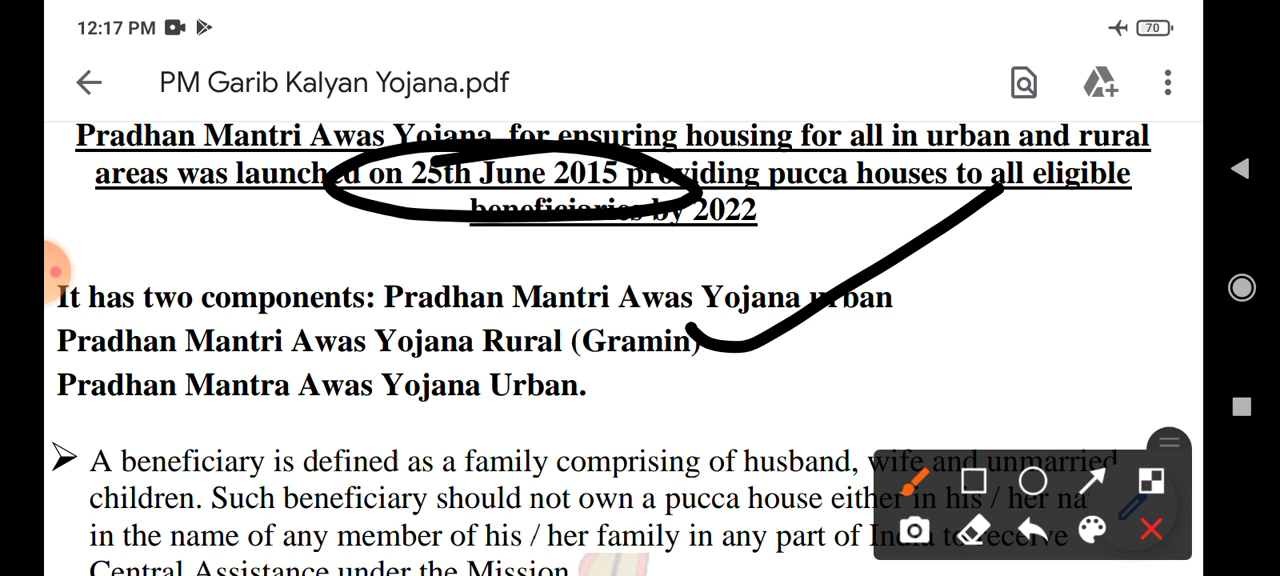 12:17 PM
70
PM Garib Kalyan Yojana.pdf
Pradhan Mantri Awas Yojana for ensuring housing for all in urban and rural
areas was launched on 25th June 2015 providing pucca houses to all eligible
beneficiaries by 2022
It has two components: Pradhan Mantri Awas Yojana urban
Pradhan Mantri Awas Yojana Rural (Gramin)
Pradhan Mantra Awas Yojana Urban.
A beneficiary is defined as a family comprising of husband, wife and unmarried
children. Such beneficiary should not own a pucca house either in his / her na
in the name of any member of his / her family in any part of India to receive
Central Assistance under the Mission